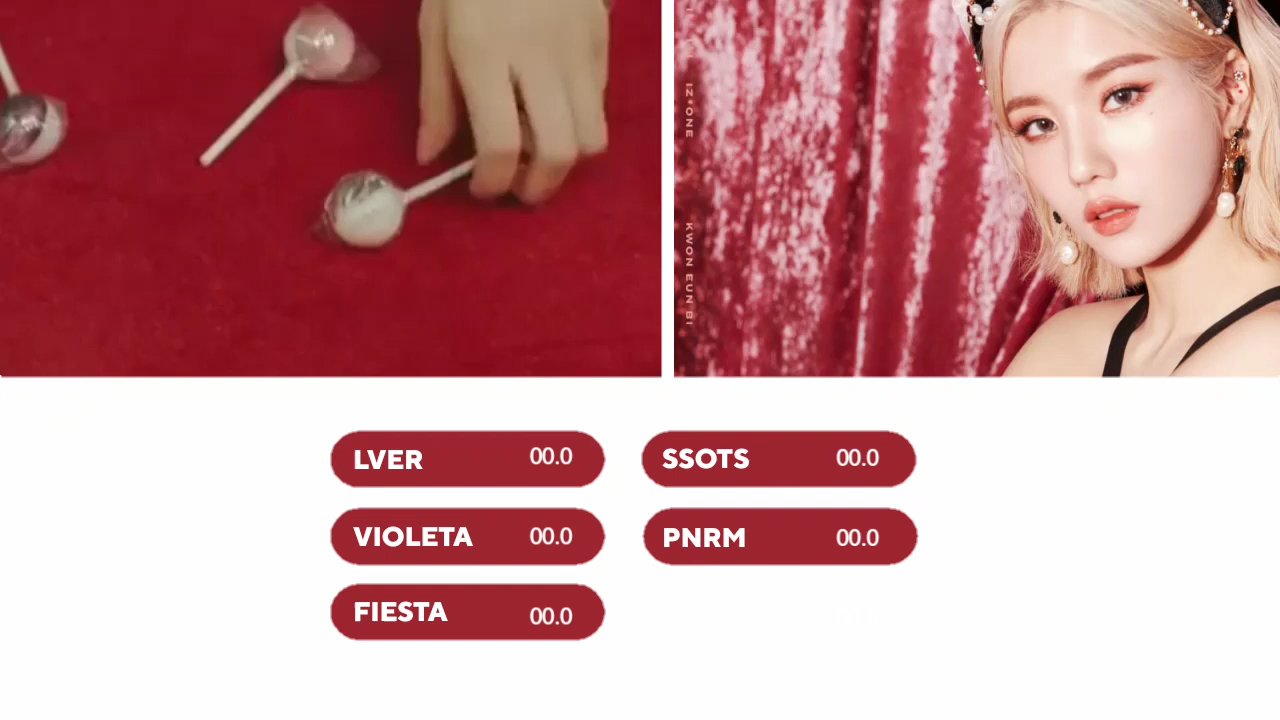 IZ*ONE
KWON EUN BI
LVER 00.0
SSOTS 00.0
VIOLETA 00.0
PNRM 00.0
FIESTA 00.0